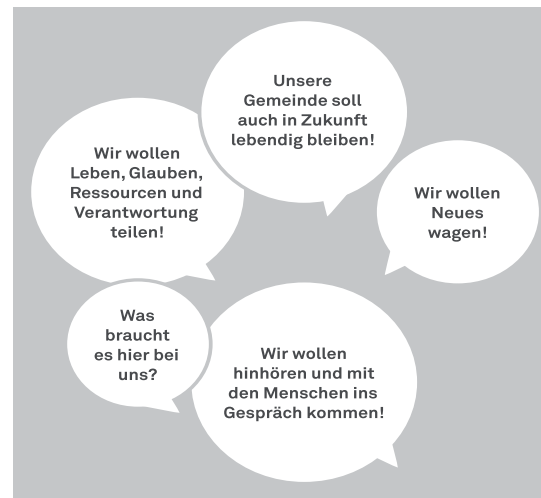 Unsere
Gemeinde soll
auch in Zukunft
lebendig bleiben!
Wir wollen
Leben, Glauben,
Ressourcen und
Verantwortung
teilen!
Wir wollen
Neues
wagen!
Was
braucht
es hier bei
uns?
Wir wollen
hinhören und mit
den Menschen ins
Gespräch kommen!